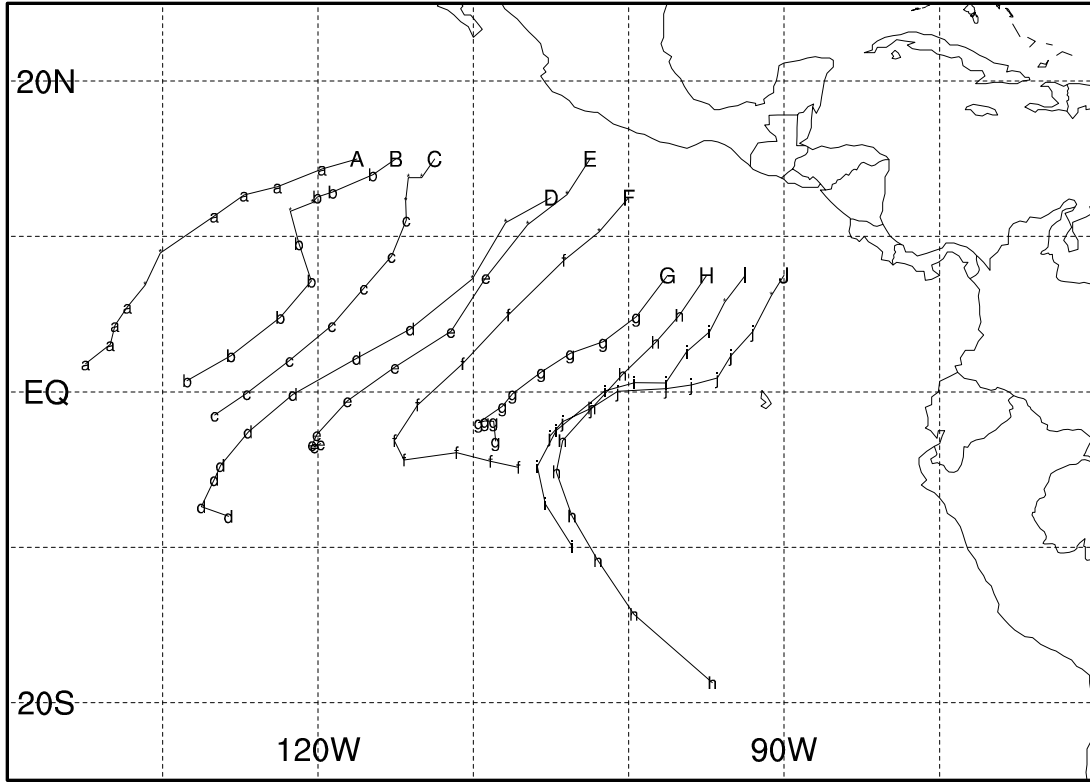 20N
A B C E
a a a a a b b b b
D F
c b c
G H I J
a a a b c e f
b c d e f g h i j
a b c d e f g h i j
b c d e f g h i j
EQ
c d e f g h i j
d e f g h i j
d e f g h i
d d h i
h
h
h
20S
120W 90W